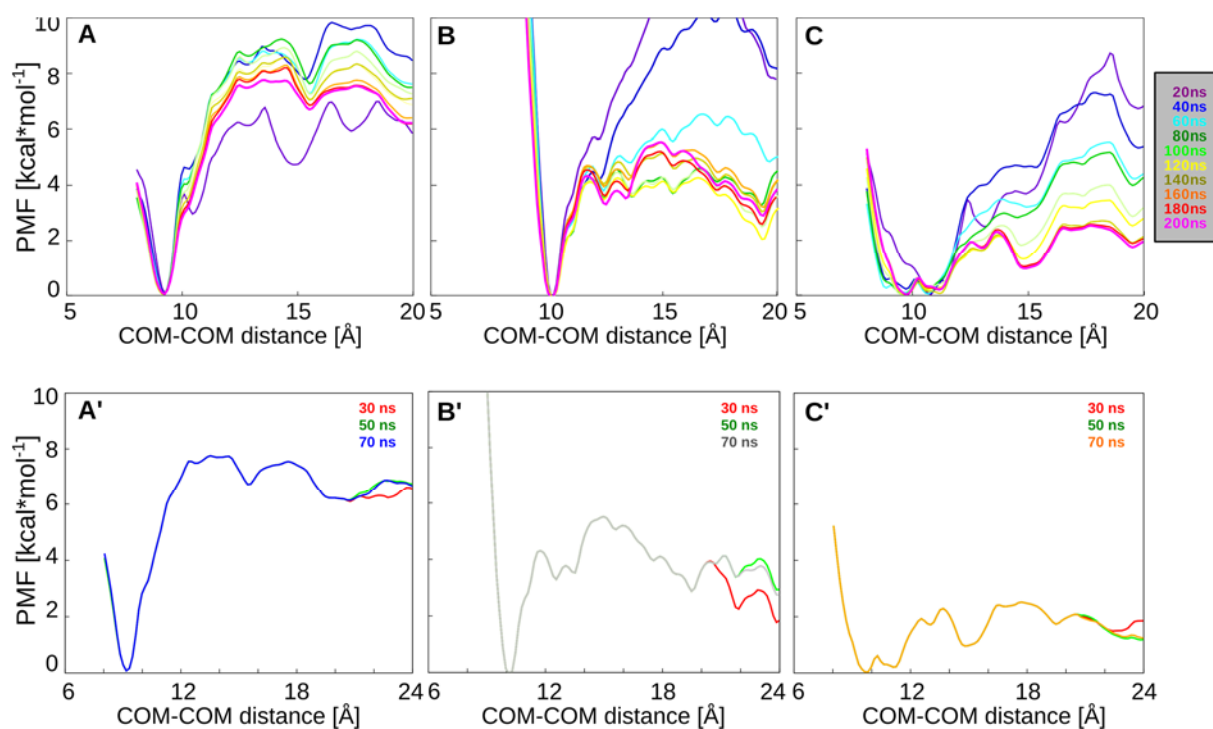 A
B
C
PMF [kcal*mol-1]
10
8
6
4
2
0
5
10
15
20
5
10
15
20
5
10
15
20
COM-COM distance [Å]
COM-COM distance [Å]
COM-COM distance [Å]
20ns
40ns
60ns
80ns
100ns
120ns
140ns
160ns
180ns
200ns
A'
30 ns
50 ns
70 ns
B'
30 ns
50 ns
70 ns
C'
30 ns
50 ns
70 ns
PMF [kcal*mol-1]
10
8
6
4
2
0
6
12
18
24
6
12
18
24
6
12
18
24
COM-COM distance [Å]
COM-COM distance [Å]
COM-COM distance [Å]